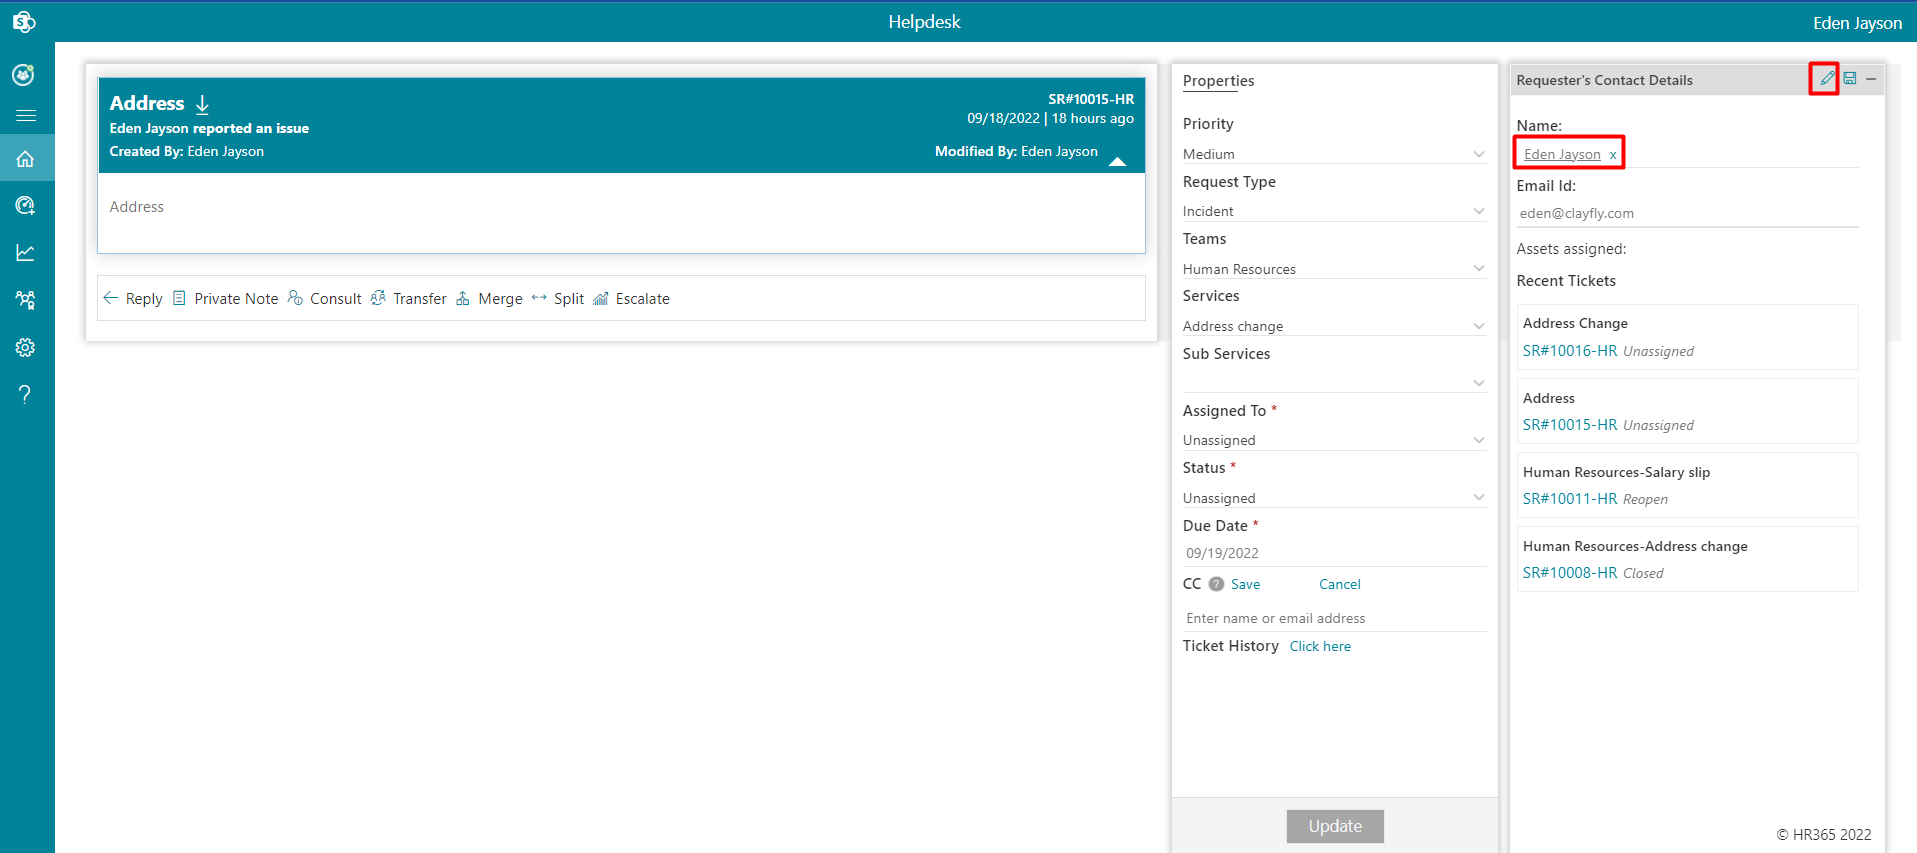 Helpdesk
Eden Jayson
Address
SR#10015-HR
Eden Jayson reported an issue
09/18/2022 | 18 hours ago
Created By: Eden Jayson
Modified By: Eden Jayson
Address
Reply Private Note Consult Transfer Merge Split Escalate
Properties
Priority
Medium
Request Type
Incident
Teams
Human Resources
Services
Address change
Sub Services
Assigned To *
Unassigned
Status *
Unassigned
Due Date *
09/19/2022
CC ? Save Cancel
Enter name or email address
Ticket History Click here
Update
Requester's Contact Details
Name:
Eden Jayson x
Email Id:
eden@clayfly.com
Assets assigned:
Recent Tickets
Address Change
SR#10016-HR Unassigned
Address
SR#10015-HR Unassigned
Human Resources-Salary slip
SR#10011-HR Reopen
Human Resources-Address change
SR#10008-HR Closed
© HR365 2022